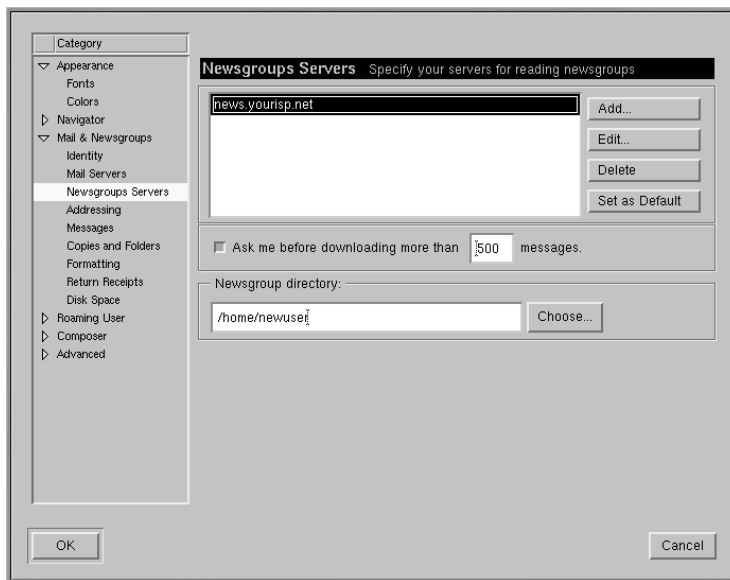 Category
Appearance
Fonts
Colors
Navigator
Mail & Newsgroups
Identity
Mail Servers
Newsgroups Servers
Addressing
Messages
Copies and Folders
Formatting
Return Receipts
Disk Space
Roaming User
Composer
Advanced
Newsgroups Servers Specify your servers for reading newsgroups
news.yourisp.net
Add...
Edit...
Delete
Set as Default
Ask me before downloading more than 500 messages.
Newsgroup directory:
/home/newuser
Choose...
OK
Cancel